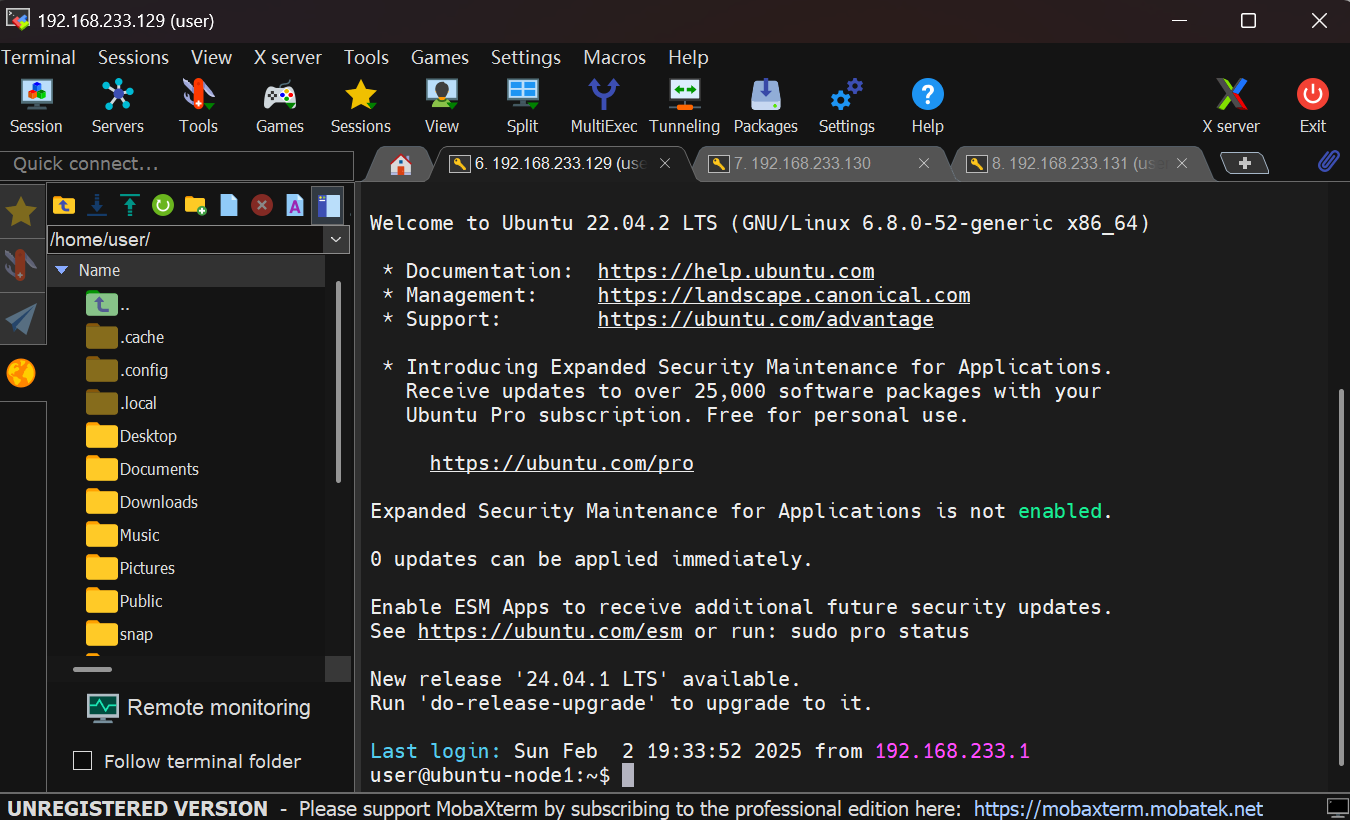 192.168.233.129 (user)
Terminal Sessions View X server Tools Games Settings Macros Help
Session Servers Tools Games Sessions View Split MultiExec Tunneling Packages Settings Help X server Exit
Quick connect...
6. 192.168.233.129 (use
7. 192.168.233.130
8. 192.168.233.131 (use
/home/user/
Name
..
.cache
.config
.local
Desktop
Documents
Downloads
Music
Pictures
Public
snap
Remote monitoring
Follow terminal folder
Welcome to Ubuntu 22.04.2 LTS (GNU/Linux 6.8.0-52-generic x86_64)
* Documentation: https://help.ubuntu.com
* Management: https://landscape.canonical.com
* Support: https://ubuntu.com/advantage
* Introducing Expanded Security Maintenance for Applications.
Receive updates to over 25,000 software packages with your
Ubuntu Pro subscription. Free for personal use.
https://ubuntu.com/pro
Expanded Security Maintenance for Applications is not enabled.
0 updates can be applied immediately.
Enable ESM Apps to receive additional future security updates.
See https://ubuntu.com/esm or run: sudo pro status
New release '24.04.1 LTS' available.
Run 'do-release-upgrade' to upgrade to it.
Last login: Sun Feb  2 19:33:52 2025 from 192.168.233.1
user@ubuntu-node1:~$
UNREGISTERED VERSION - Please support MobaXterm by subscribing to the professional edition here: https://mobaxterm.mobatek.net